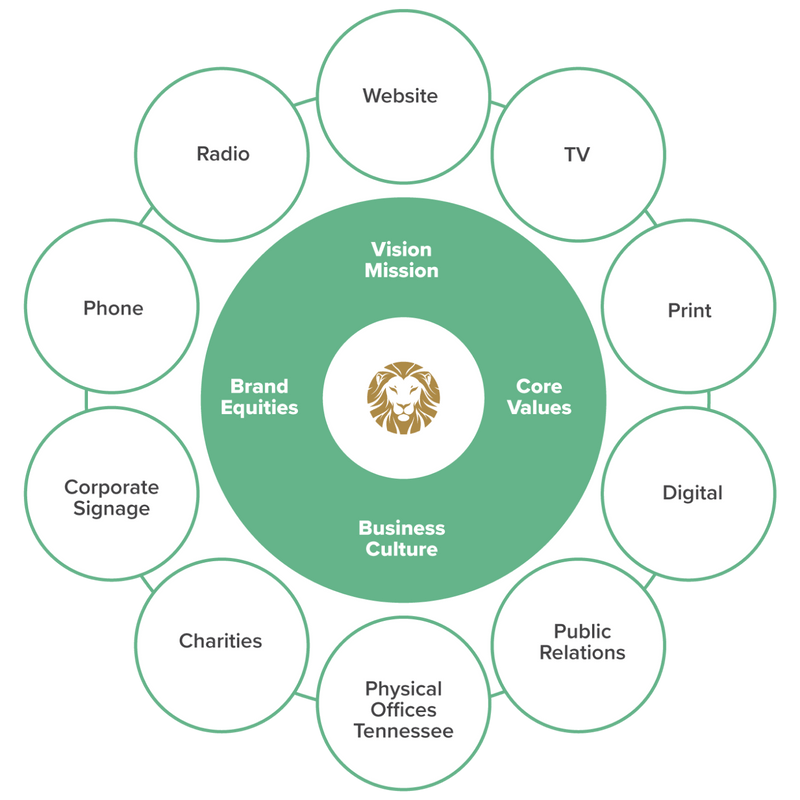 Website
TV
Print
Digital
Public
Relations
Physical
Offices
Tennessee
Charities
Corporate
Signage
Phone
Radio
Vision
Mission
Core
Values
Business
Culture
Brand
Equities